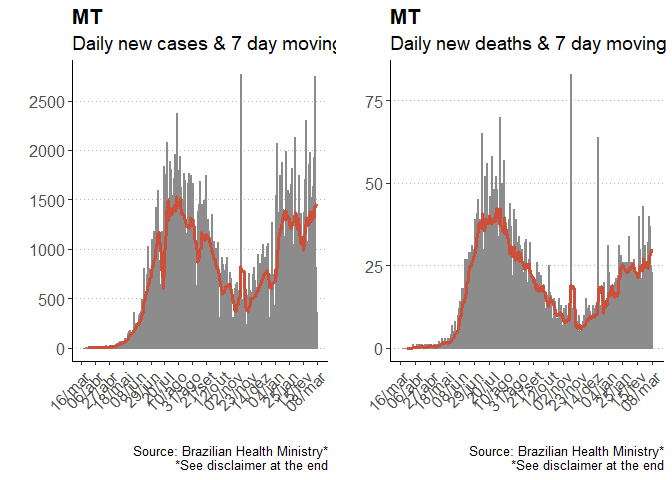 MT
Daily new cases & 7 day moving
2500
2000
1500
1000
500
0
16/mar
06/abr
27/abr
18/mai
08/jun
29/jun
20/jul
10/ago
31/ago
21/set
12/out
02/nov
23/nov
14/dez
04/jan
25/jan
15/fev
08/mar
Source: Brazilian Health Ministry*
*See disclaimer at the end
MT
Daily new deaths & 7 day moving
75
50
25
0
16/mar
06/abr
27/abr
18/mai
08/jun
29/jun
20/jul
10/ago
31/ago
21/set
12/out
02/nov
23/nov
14/dez
04/jan
25/jan
15/fev
08/mar
Source: Brazilian Health Ministry*
*See disclaimer at the end